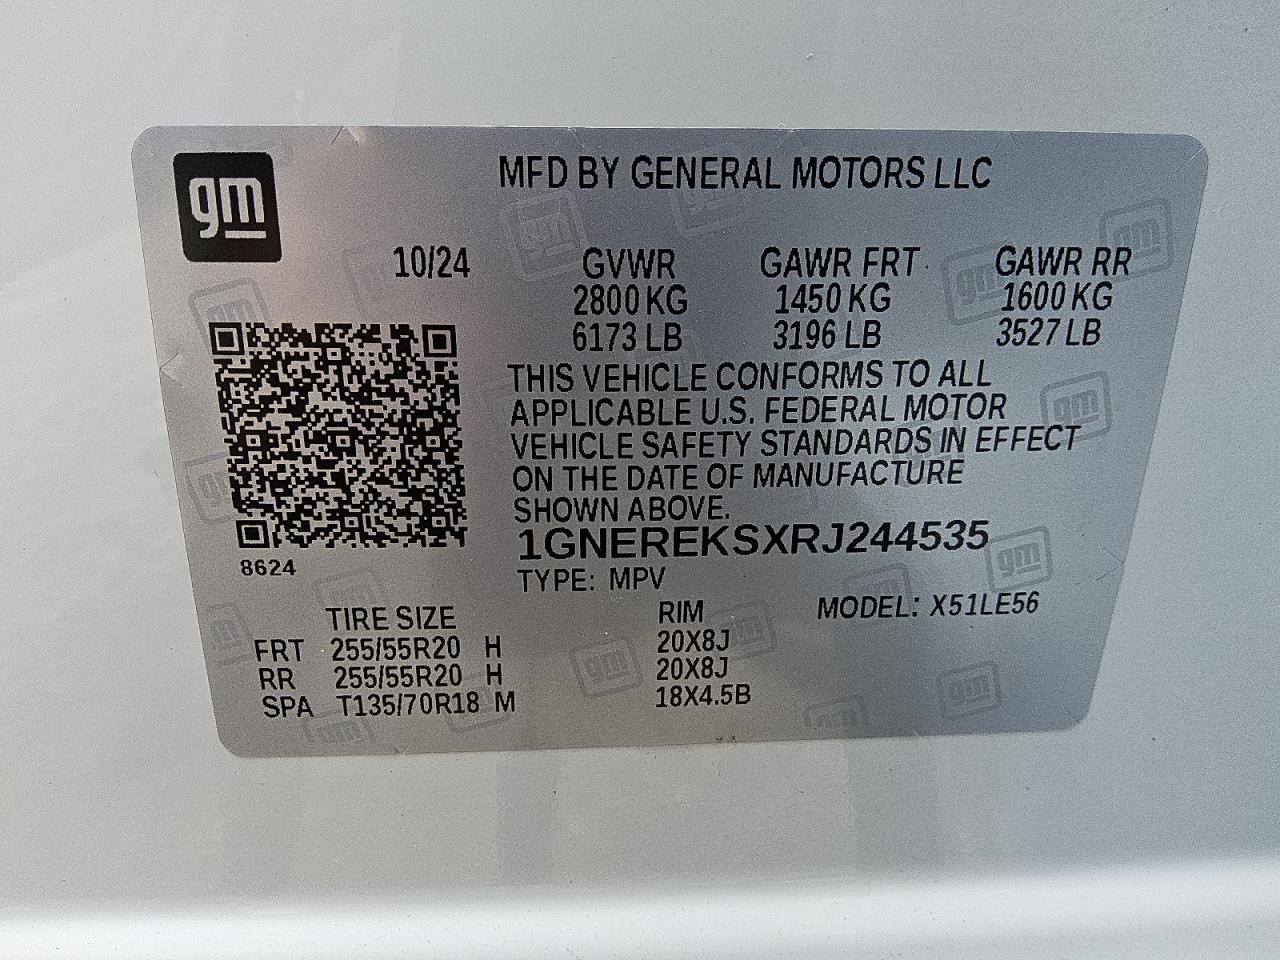 gm
MFD BY GENERAL MOTORS LLC
10/24 GVWR GAWR FRT GAWR RR
2800 KG 1450 KG 1600 KG
6173 LB 3196 LB 3527 LB
THIS VEHICLE CONFORMS TO ALL
APPLICABLE U.S. FEDERAL MOTOR
VEHICLE SAFETY STANDARDS IN EFFECT
ON THE DATE OF MANUFACTURE
SHOWN ABOVE.
1GNEREKSXRJ244535
8624
TYPE: MPV
TIRE SIZE RIM MODEL: X51LE56
FRT 255/55R20 H 20X8J
RR 255/55R20 H 20X8J
SPA T135/70R18 M 18X4.5B